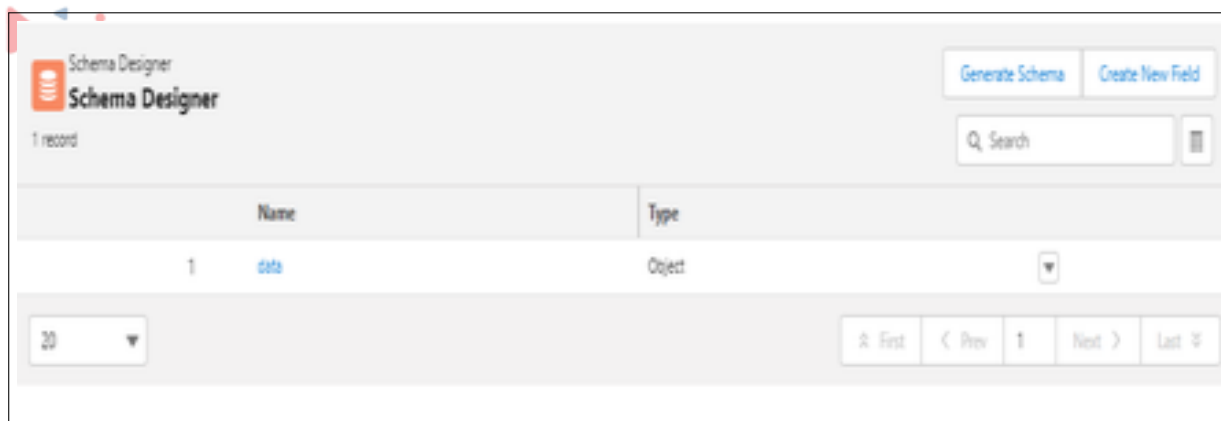 Schema Designer
Schema Designer
1 record
Generate Schema
Create New Field
Search
Name Type
1 data Object
20
First Prev 1 Next Last